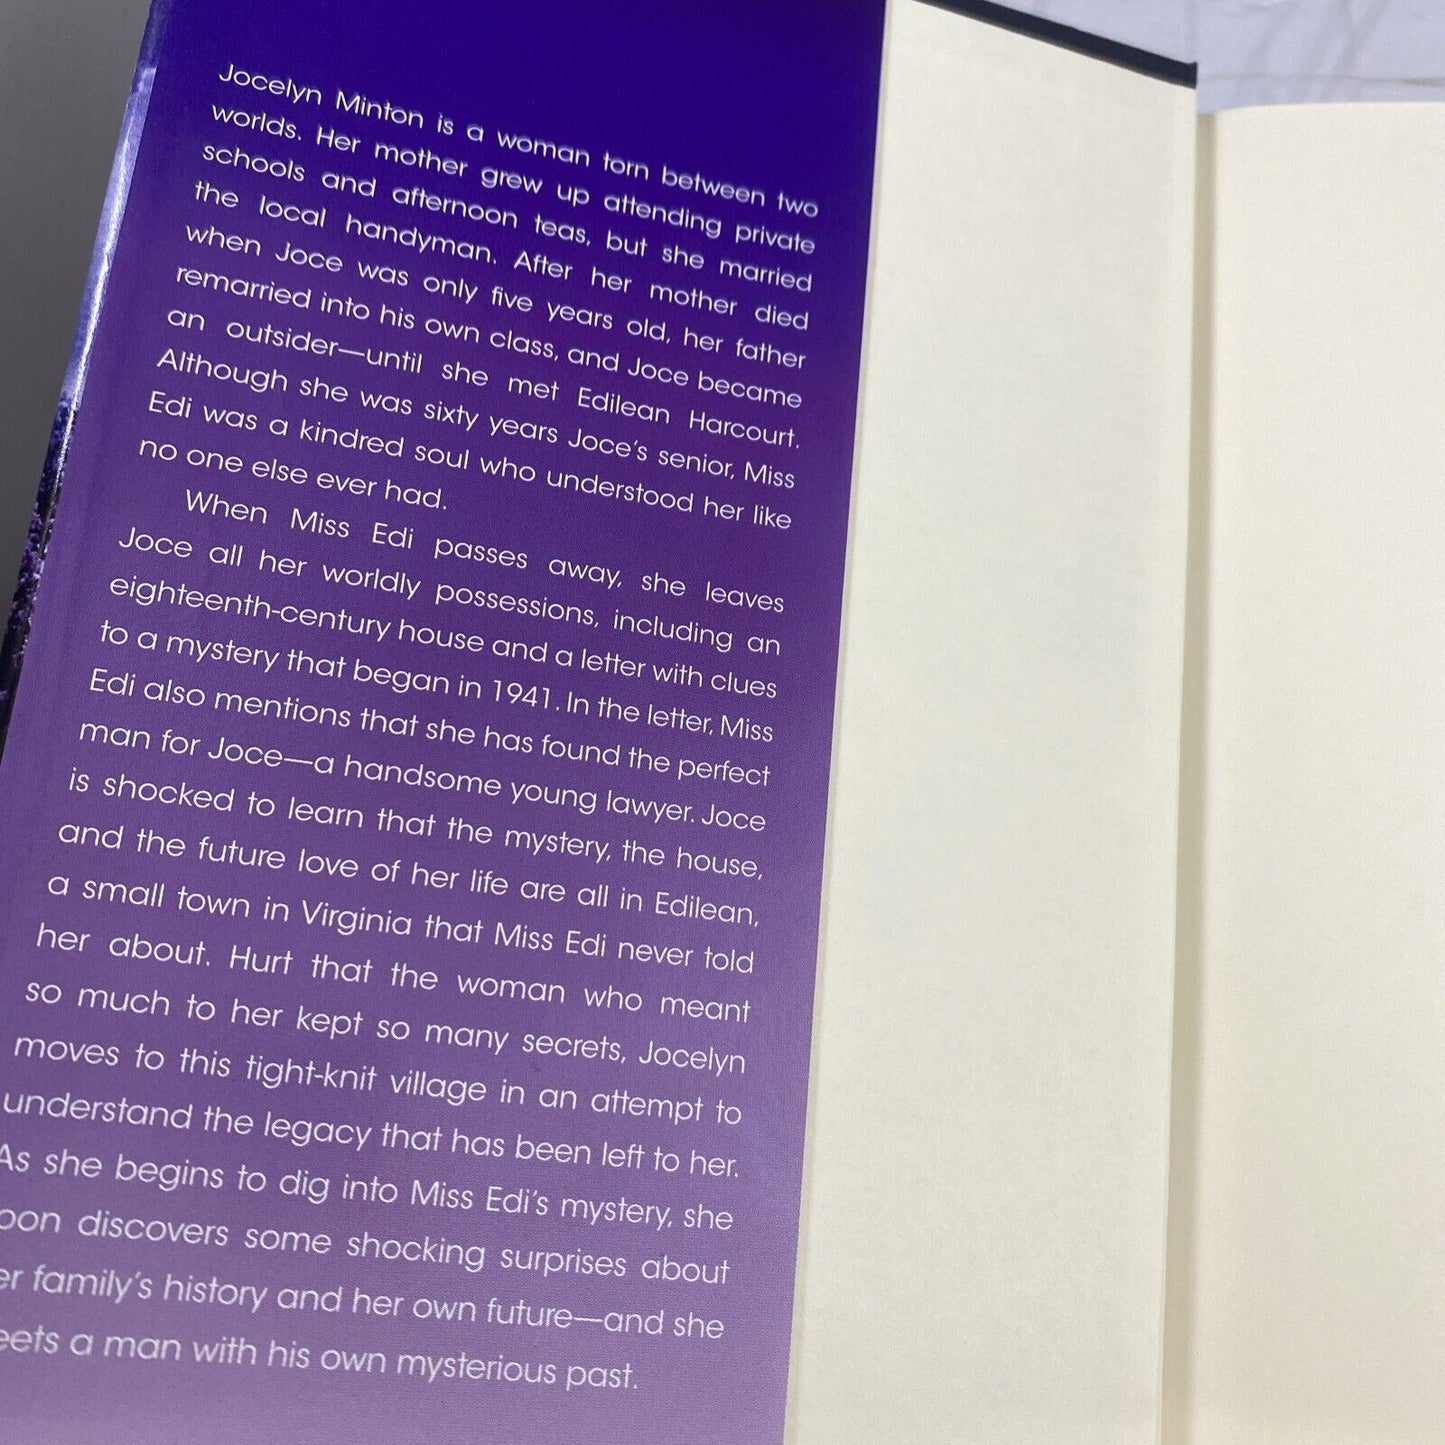 Jocelyn Minton is a woman torn between two
worlds. Her mother grew up attending private
schools and afternoon teas, but she married
the local handyman. After her mother died
when Joce was only five years old, her father
remarried into his own class, and Joce became
an outsider—until she met Edilean Harcourt.
Although she was sixty years Joce's senior, Miss
Edi was a kindred soul who understood her like
no one else ever had.
When Miss Edi passes away, she leaves
Joce all her worldly possessions, including an
eighteenth-century house and a letter with clues
to a mystery that began in 1941. In the letter, Miss
Edi also mentions that she has found the perfect
man for Joce—a handsome young lawyer. Joce
is shocked to learn that the mystery, the house,
and the future love of her life are all in Edilean,
a small town in Virginia that Miss Edi never told
her about. Hurt that the woman who meant
so much to her kept so many secrets, Jocelyn
moves to this tight-knit village in an attempt to
understand the legacy that has been left to her.
As she begins to dig into Miss Edi's mystery, she
oon discovers some shocking surprises about
er family's history and her own future—and she
eets a man with his own mysterious past.